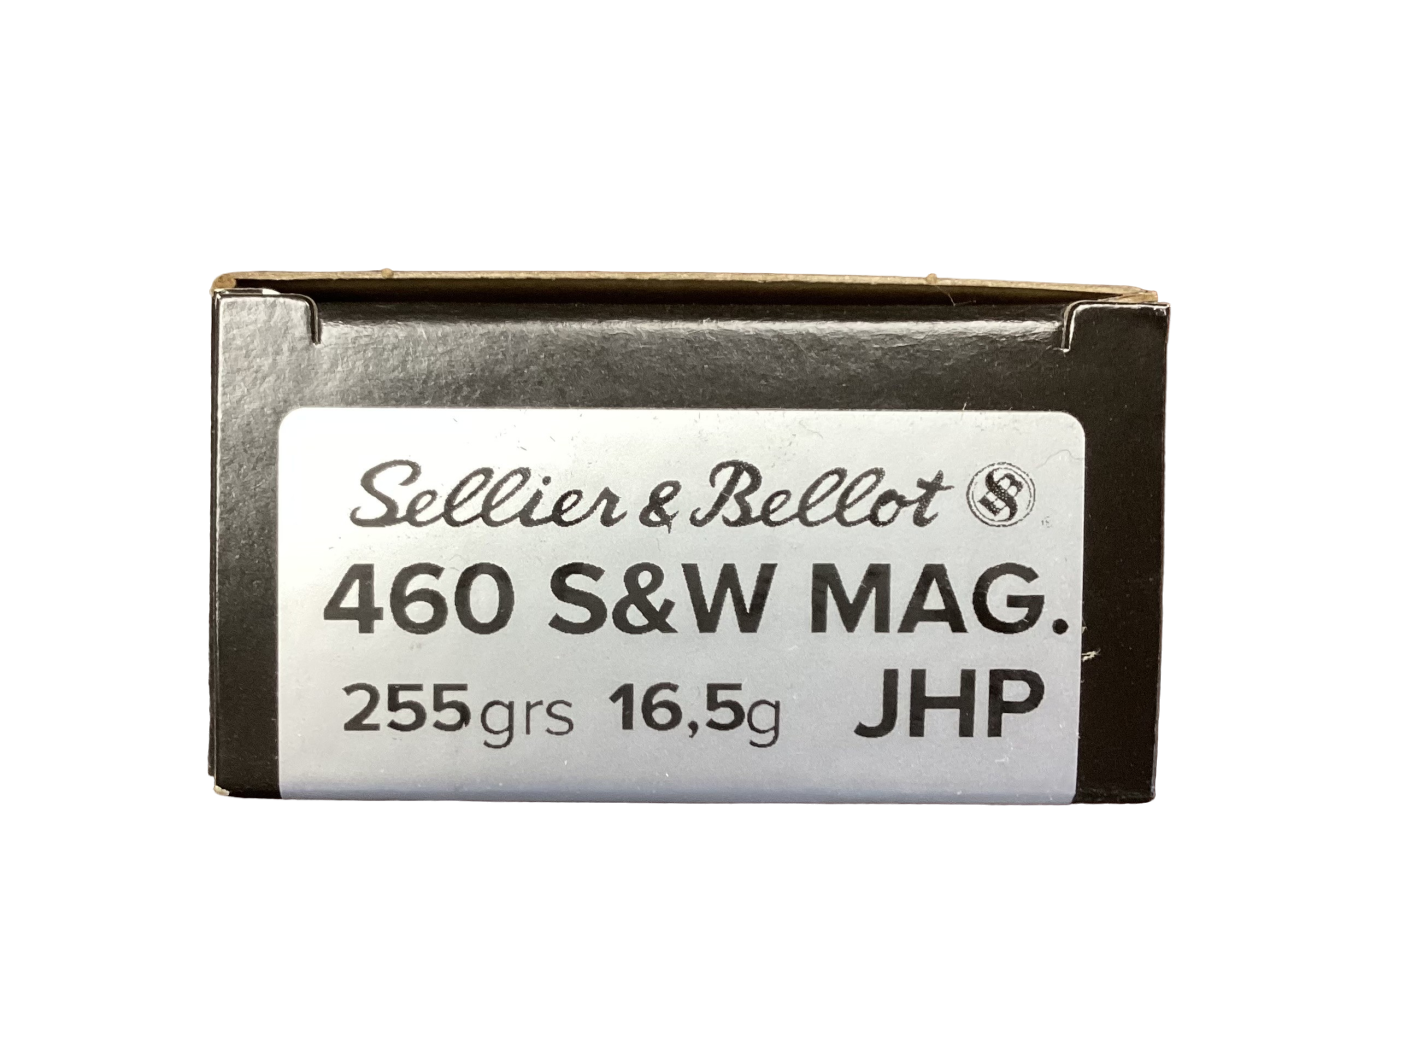 Sellier & Bellot
460 S&W MAG.
255grs 16,5g JHP